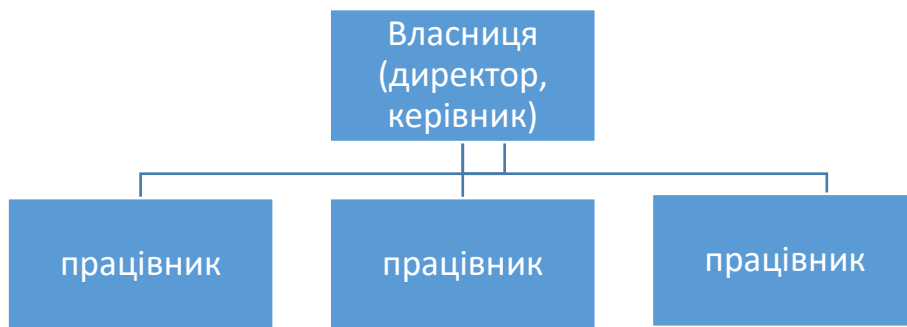 Власниця
(директор,
керівник)
працівник
працівник
працівник